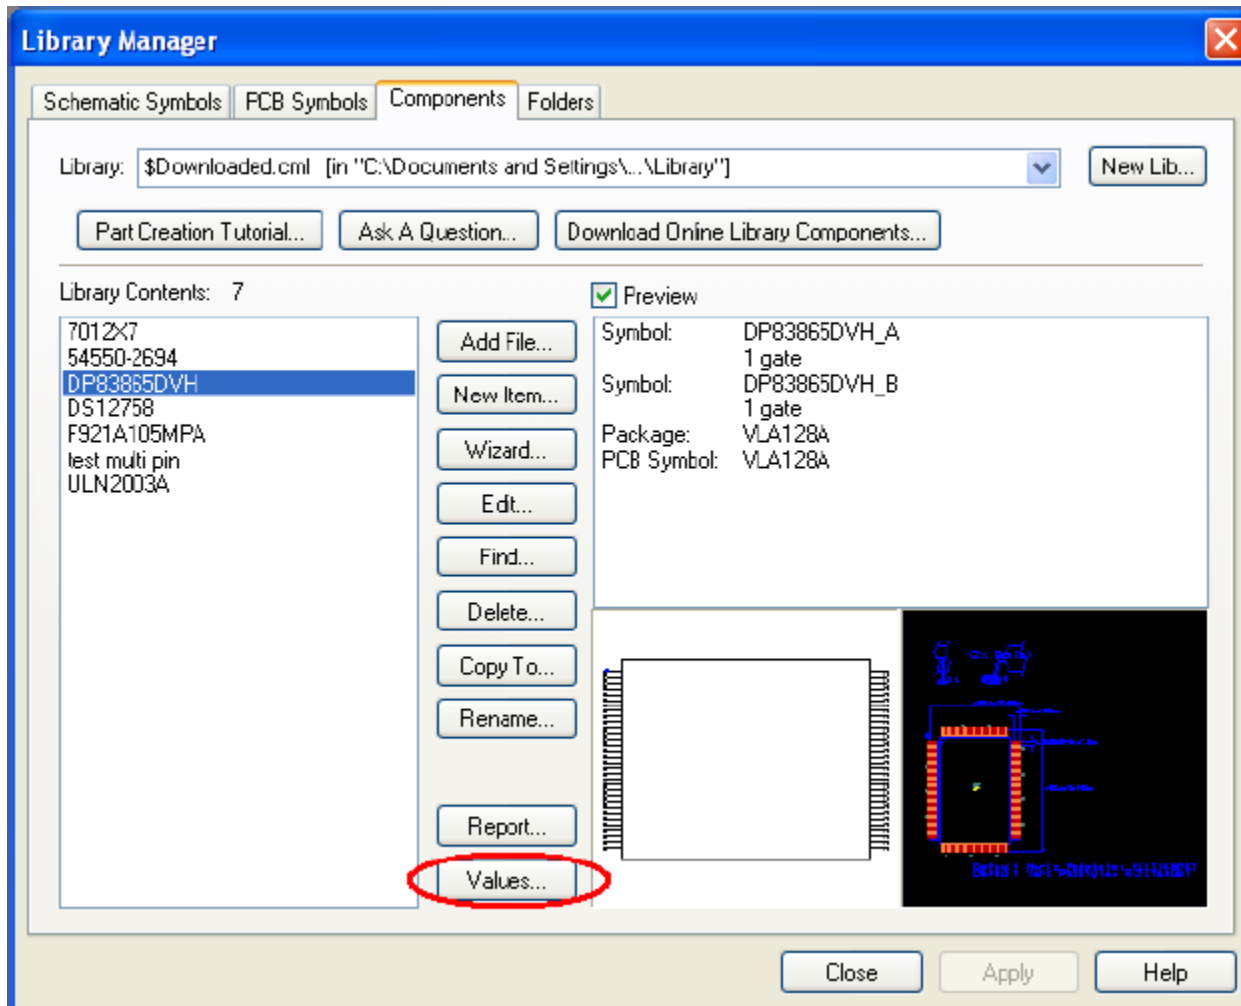 Library Manager
Schematic Symbols PCB Symbols Components Folders
Library: $Downloaded.cml [in "C:\Documents and Settings\...\Library"] New Lib...
Part Creation Tutorial... Ask A Question... Download Online Library Components...
Library Contents: 7 Preview
7012X7
54550-2694
DP83865DVH
DS12758
F921A105MPA
test multi pin
ULN2003A
Add File...
New Item...
Wizard...
Edit...
Find...
Delete...
Copy To...
Rename...
Report...
Values...
Symbol: DP83865DVH_A
1 gate
Symbol: DP83865DVH_B
1 gate
Package: VLA128A
PCB Symbol: VLA128A
Close Apply Help